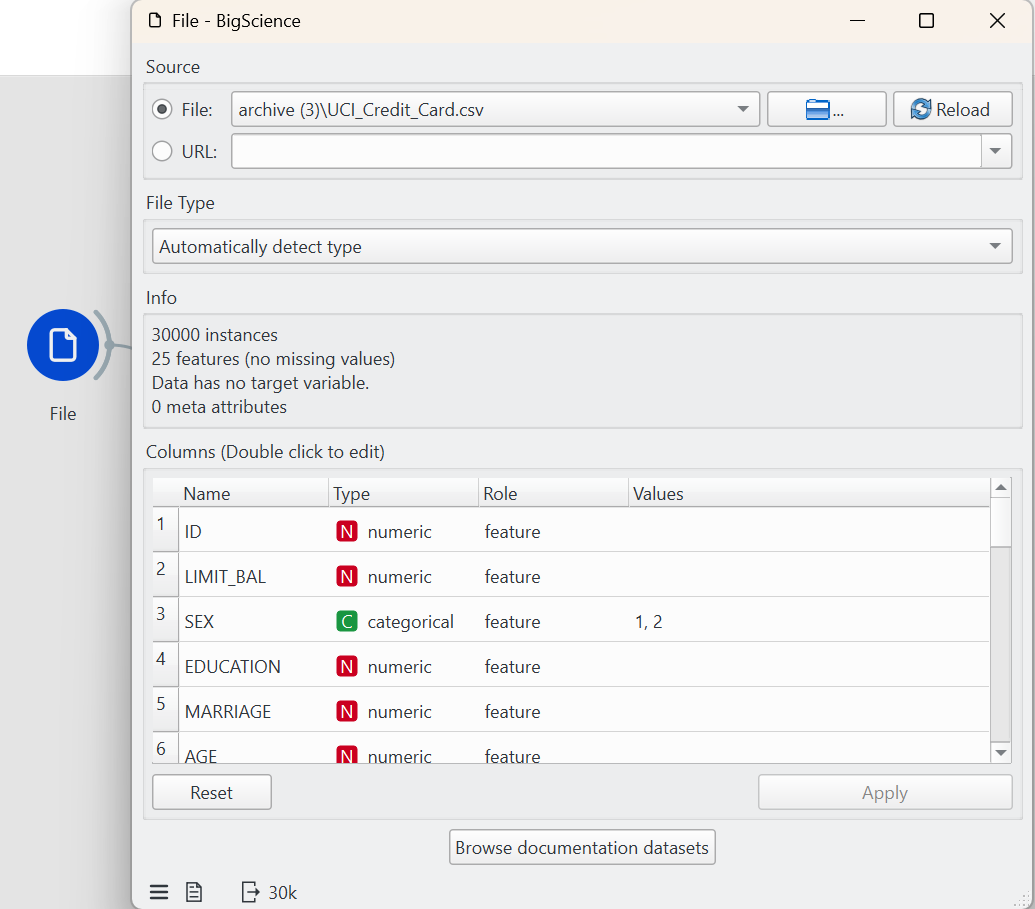 File - BigScience
Source
File: archive (3)\UCI_Credit_Card.csv ... Reload
URL:
File Type
Automatically detect type
Info
30000 instances
25 features (no missing values)
Data has no target variable.
0 meta attributes
File
Columns (Double click to edit)
Name Type Role Values
1 ID N numeric feature
2 LIMIT_BAL N numeric feature
3 SEX C categorical feature 1, 2
4 EDUCATION N numeric feature
5 MARRIAGE N numeric feature
6 AGE N numeric feature
Reset Apply
Browse documentation datasets
30k